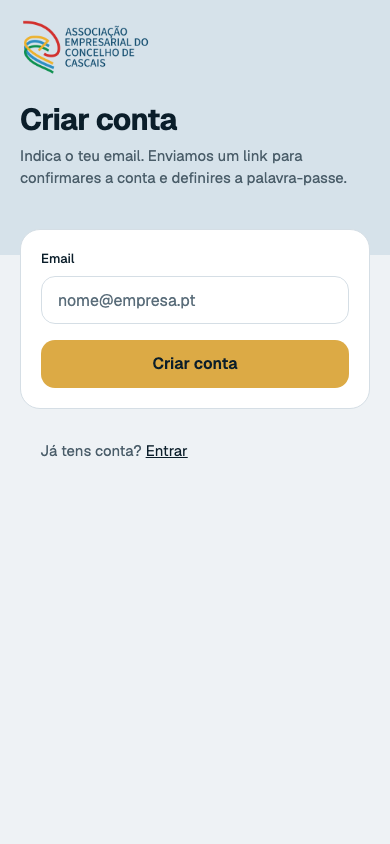 ASSOCIAÇÃO
EMPRESARIAL DO
CONCELHO DE
CASCAIS
Criar conta
Indica o teu email. Enviamos um link para
confirmares a conta e definires a palavra-passe.
Email
nome@empresa.pt
Criar conta
Já tens conta? Entrar